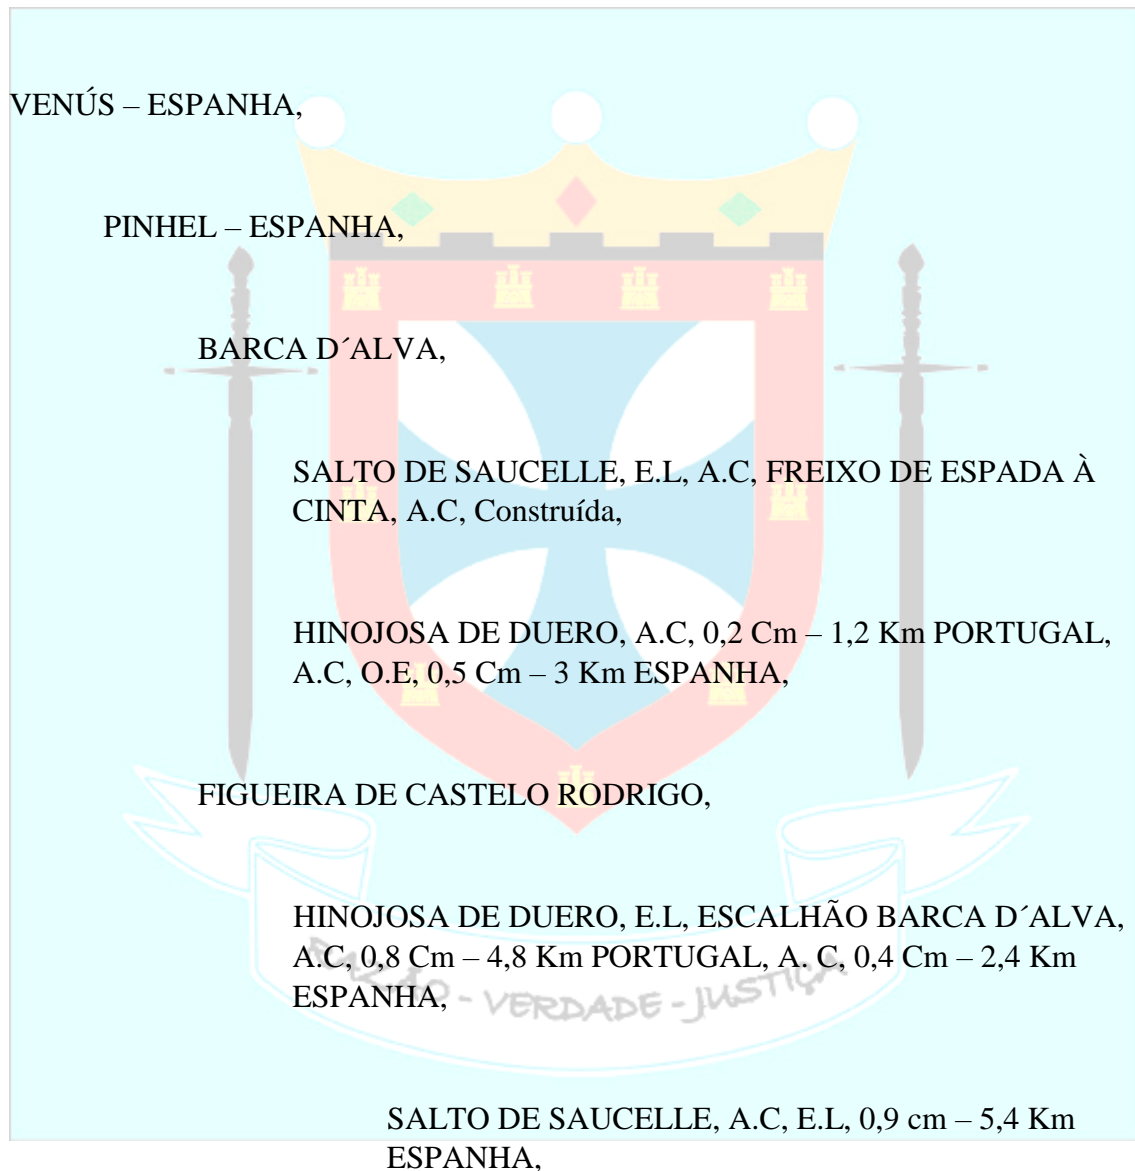 VENÚS – ESPANHA,
PINHEL – ESPANHA,
BARCA D´ALVA,
SALTO DE SAUCELLE, E.L, A.C, FREIXO DE ESPADA À
CINTA, A.C, Construída,
HINOJOSA DE DUERO, A.C, 0,2 Cm – 1,2 Km PORTUGAL,
A.C, O.E, 0,5 Cm – 3 Km ESPANHA,
FIGUEIRA DE CASTELO RODRIGO,
HINOJOSA DE DUERO, E.L, ESCALHÃO BARCA D´ALVA,
A.C, 0,8 Cm – 4,8 Km PORTUGAL, A. C, 0,4 Cm – 2,4 Km
ESPANHA,
- VERDADE - JUSTIÇA
SALTO DE SAUCELLE, A.C, E.L, 0,9 cm – 5,4 Km
ESPANHA,